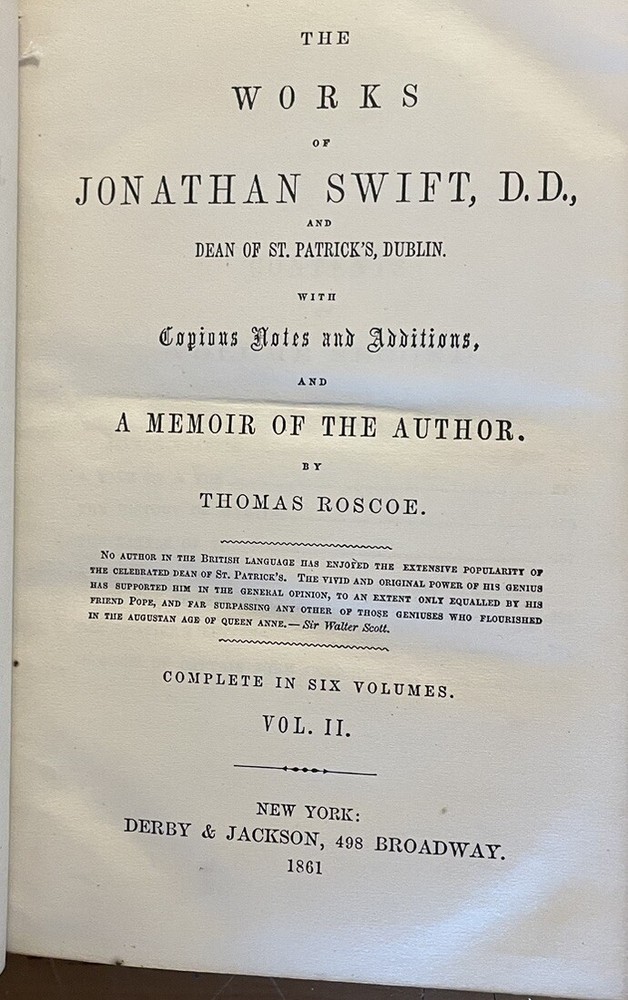 THE
WORKS
OF
JONATHAN SWIFT, D.D.,
AND
DEAN OF ST. PATRICK'S, DUBLIN.
WITH
Copious Notes and Additions,
AND
A MEMOIR OF THE AUTHOR.
BY
THOMAS ROSCOE.
NO AUTHOR IN THE BRITISH LANGUAGE HAS ENJOYED THE EXTENSIVE POPULARITY OF
THE CELEBRATED DEAN OF ST. PATRICK'S. THE VIVID AND ORIGINAL POWER OF HIS GENIUS
HAS SUPPORTED HIM IN THE GENERAL OPINION, TO AN EXTENT ONLY EQUALLED BY HIS
FRIEND POPE, AND FAR SURPASSING ANY OTHER OF THOSE GENIUSES WHO FLOURISHED
IN THE AUGUSTAN AGE OF QUEEN ANNE.—Sir Walter Scott.
COMPLETE IN SIX VOLUMES.
VOL. II.
NEW YORK:
DERBY & JACKSON, 498 BROADWAY.
1861